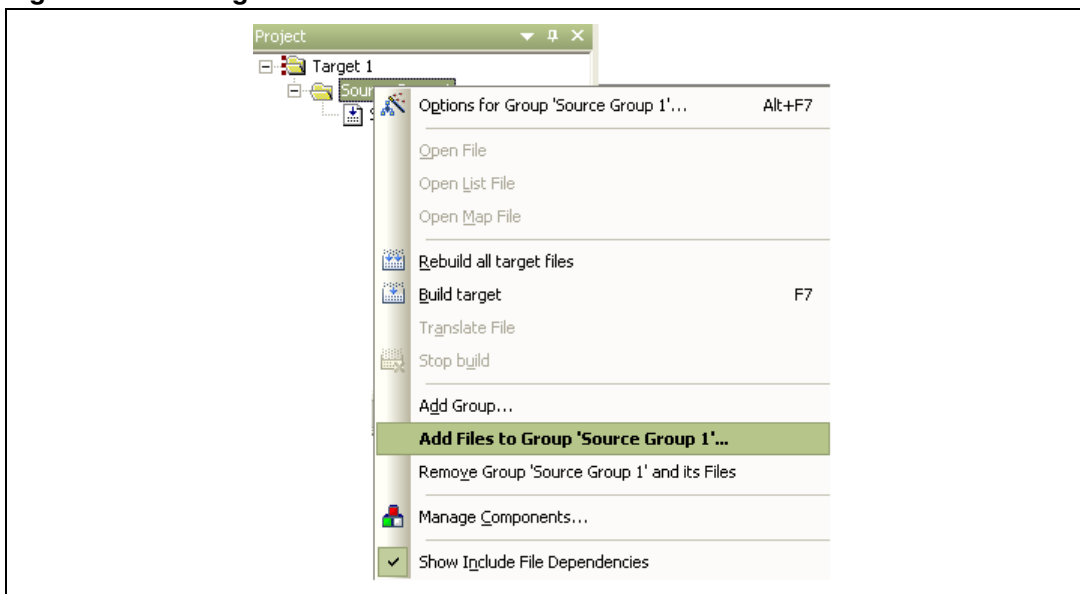 Project
Target 1
Options for Group 'Source Group 1'... Alt+F7
Open File
Open List File
Open Map File
Rebuild all target files
Build target F7
Translate File
Stop build
Add Group...
Add Files to Group 'Source Group 1'...
Remove Group 'Source Group 1' and its Files
Manage Components...
Show Include File Dependencies